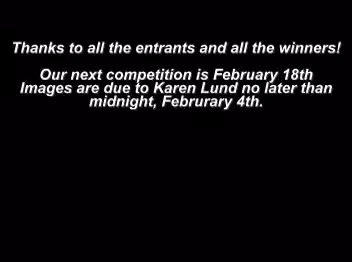 Thanks to all the entrants and all the winners!
Our next competition is February 18th
Images are due to Karen Lund no later than
midnight, Februrary 4th.